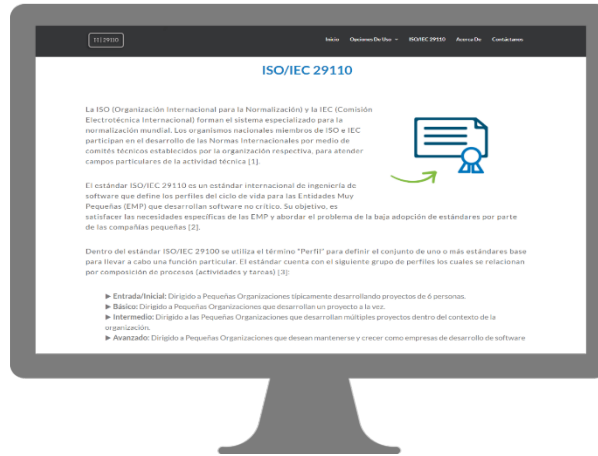 Inicio Opciones De Uso ISO/IEC 29110 Acerca De Contáctanos
ISO/IEC 29110
La ISO (Organización Internacional para la Normalización) y la IEC (Comisión
Electrotécnica Internacional) forman el sistema especializado para la
normalización mundial. Los organismos nacionales miembros de ISO e IEC
participan en el desarrollo de las Normas Internacionales por medio de
comités técnicos establecidos por la organización respectiva, para atender
campos particulares de la actividad técnica [1].
El estándar ISO/IEC 29110 es un estándar internacional de ingeniería de
software que define los perfiles del ciclo de vida para las Entidades Muy
Pequeñas (EMP) que desarrollan software no crítico. Su objetivo, es
satisfacer las necesidades específicas de las EMP y abordar el problema de la baja adopción de estándares por parte
de las compañías pequeñas [2].
Dentro del estándar ISO/IEC 29100 se utiliza el término "Perfil" para definir el conjunto de uno o más estándares base
para llevar a cabo una función particular. El estándar cuenta con el siguiente grupo de perfiles los cuales se relacionan
por composición de procesos (actividades y tareas) [3]:
▶ Entrada/Inicial: Dirigido a Pequeñas Organizaciones típicamente desarrollando proyectos de 6 personas.
▶ Básico: Dirigido a Pequeñas Organizaciones que desarrollan un proyecto a la vez.
▶ Intermedio: Dirigido a las Pequeñas Organizaciones que desarrollan múltiples proyectos dentro del contexto de la
organización.
▶ Avanzado: Dirigido a Pequeñas Organizaciones que desean mantenerse y crecer como empresas de desarrollo de software